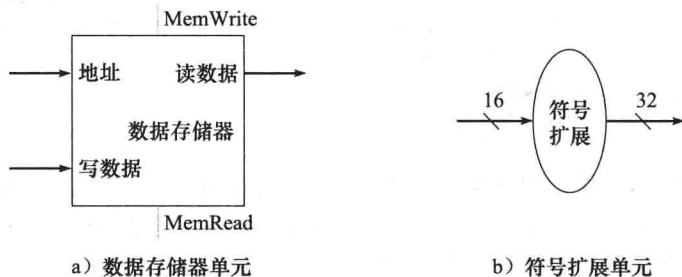 MemWrite
地址 读数据
数据存储器
写数据
MemRead
16
符号
扩展
32
a）数据存储器单元
b）符号扩展单元